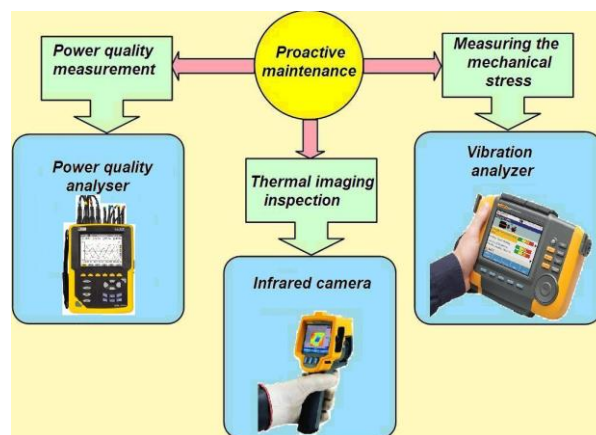 Power quality
measurement
Proactive
maintenance
Measuring the
mechanical
stress
Power quality
analyser
Thermal imaging
inspection
Vibration
analyzer
Infrared camera